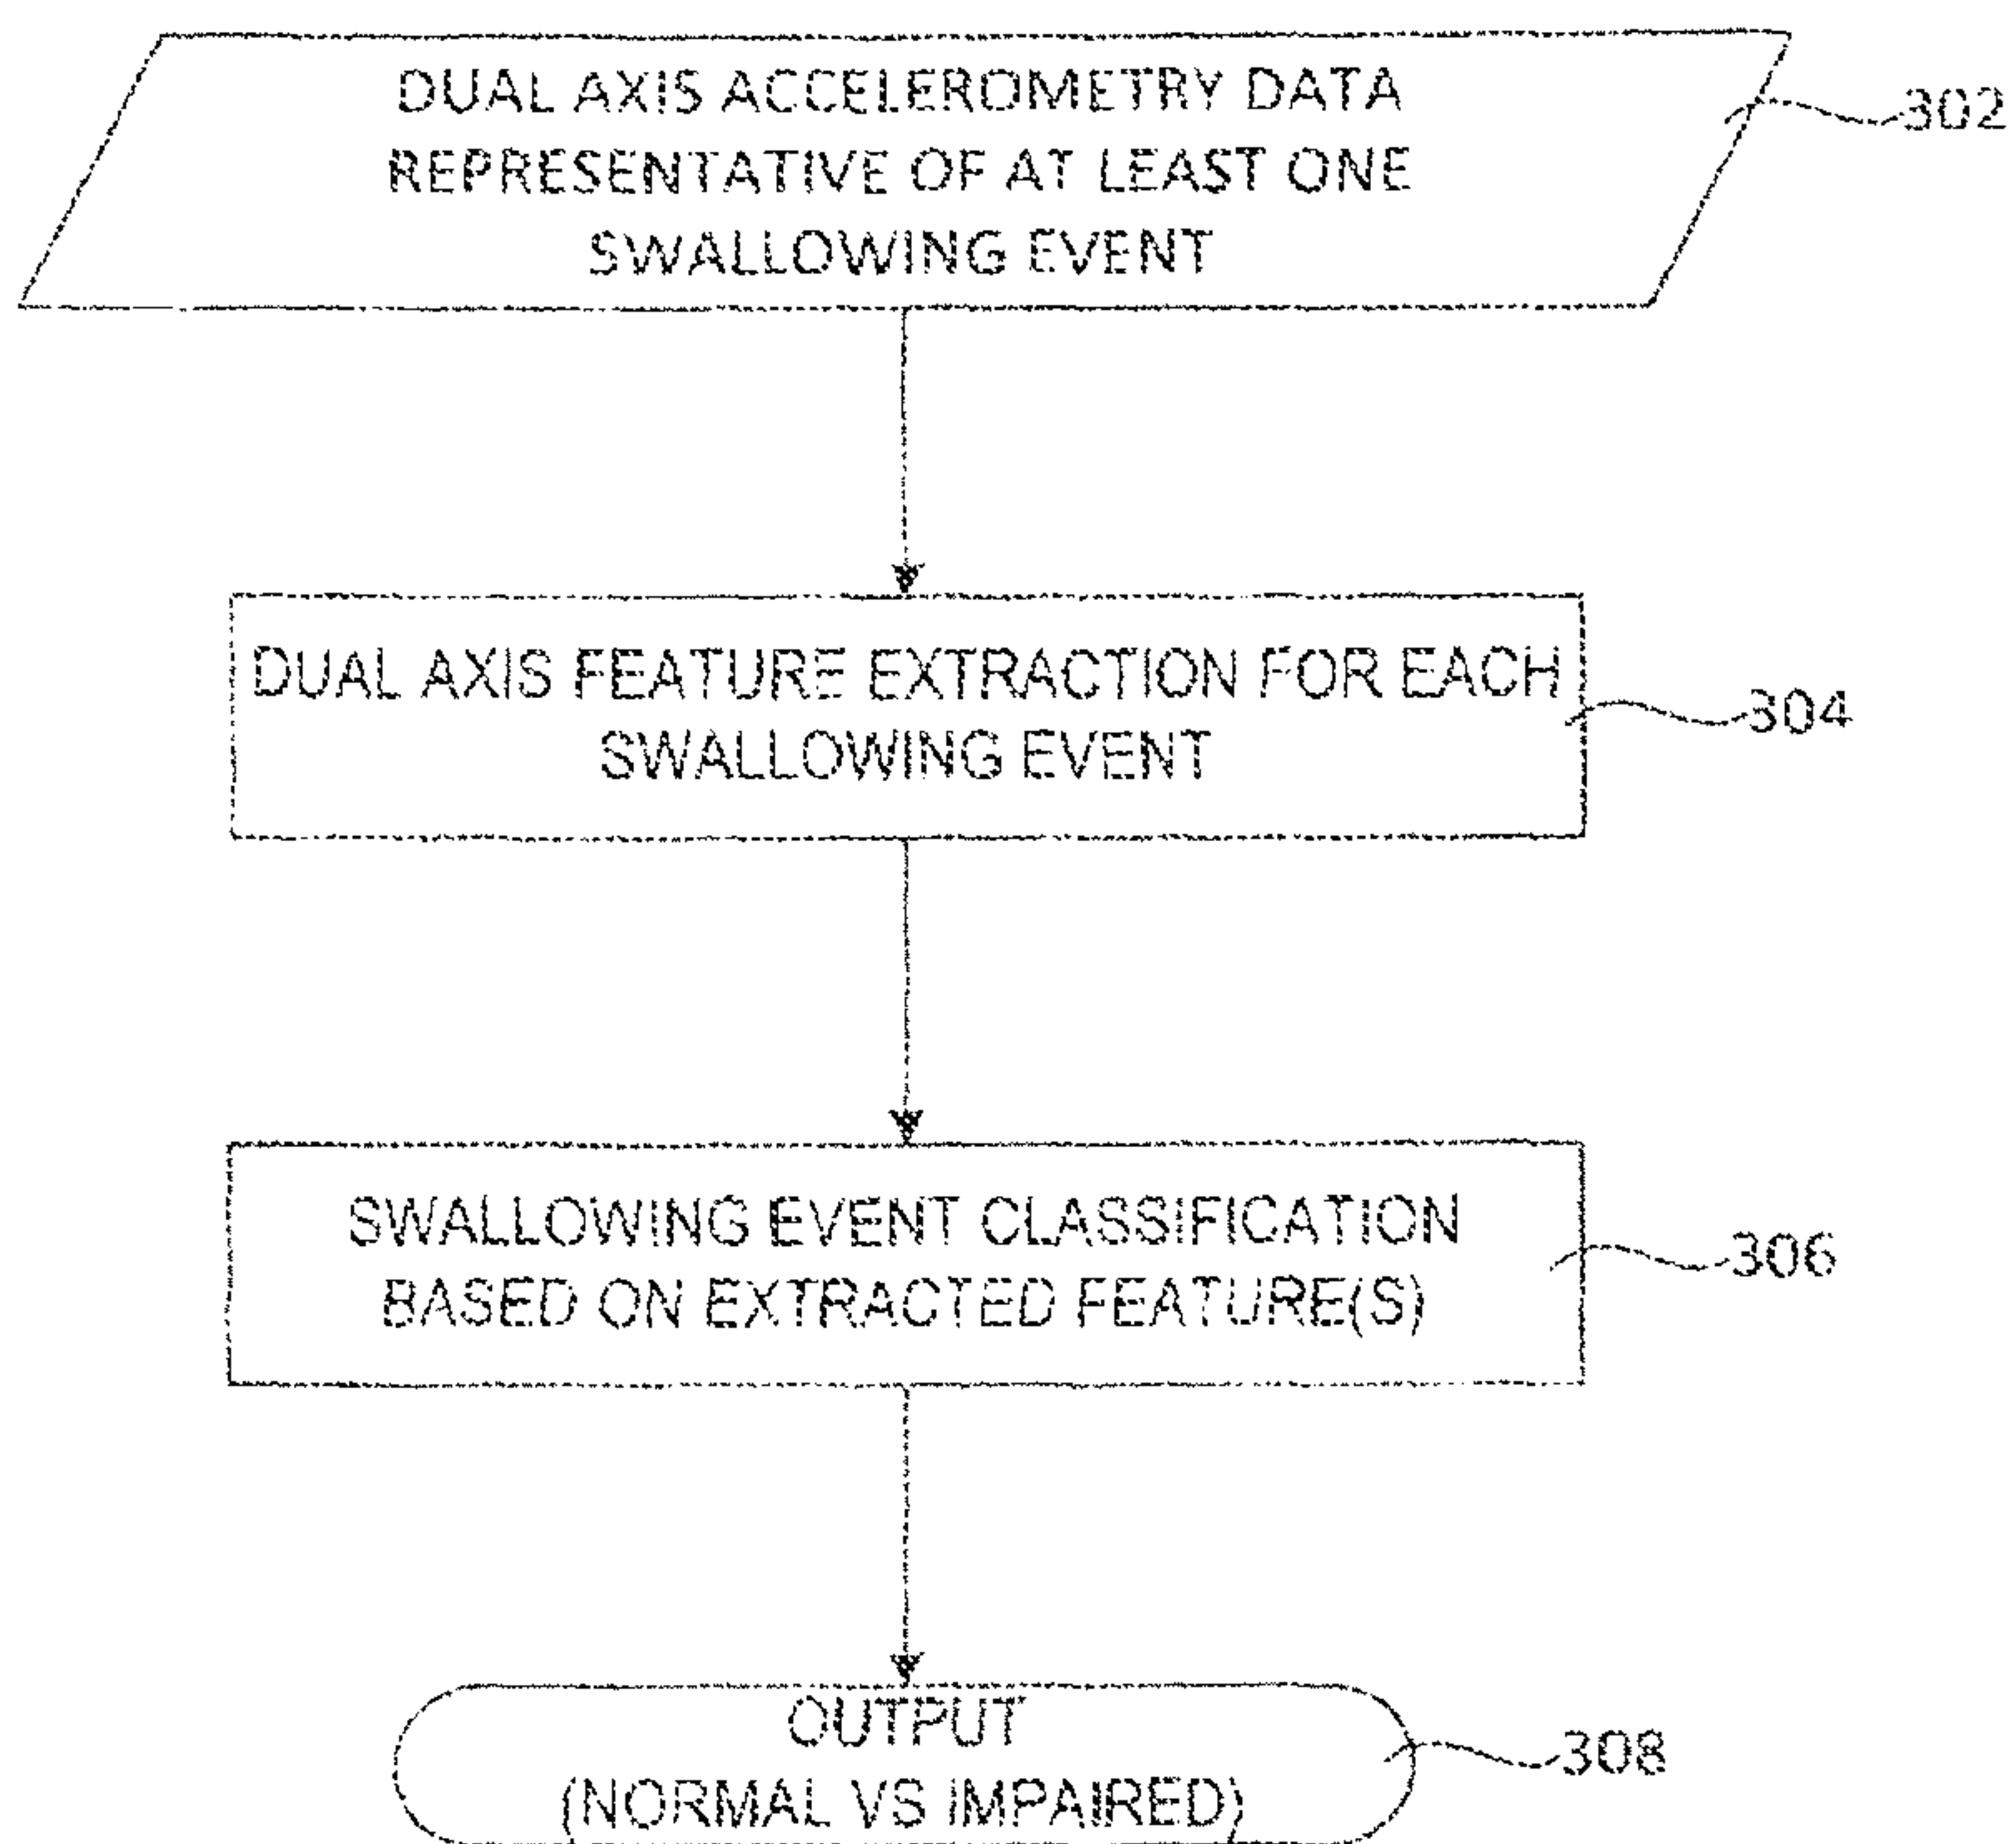 DUAL AXIS ACCELEROMETRY DATA
REPRESENTATIVE OF AT LEAST ONE
SWALLOWING EVENT
302
DUAL AXIS FEATURE EXTRACTION FOR EACH
SWALLOWING EVENT
304
SWALLOWING EVENT CLASSIFICATION
BASED ON EXTRACTED FEATURE(S)
306
OUTPUT
(NORMAL VS IMPAIRED)
308